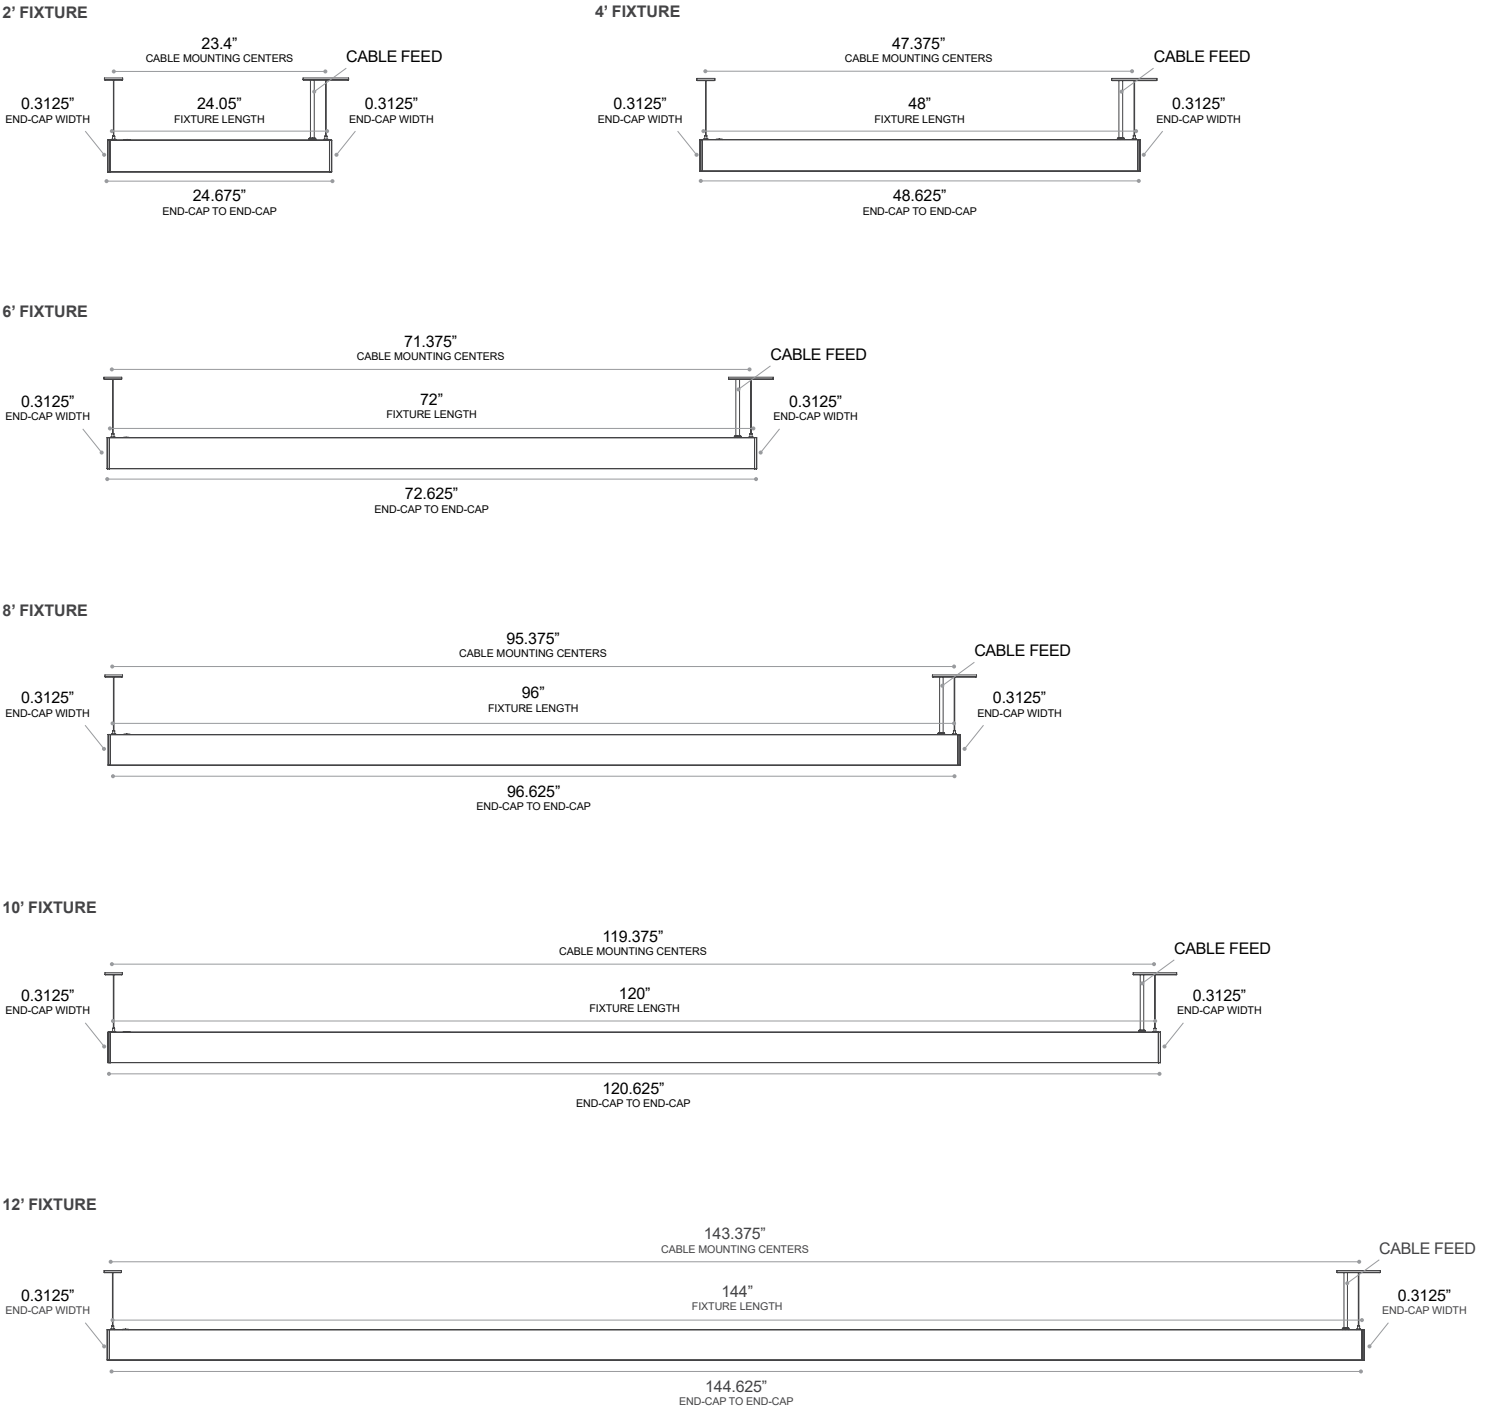 2’ FIXTURE
23.4”
CABLE MOUNTING CENTERS
CABLE FEED
0.3125”
END-CAP WIDTH
24.05”
FIXTURE LENGTH
0.3125”
END-CAP WIDTH
24.675”
END-CAP TO END-CAP
4’ FIXTURE
47.375”
CABLE MOUNTING CENTERS
CABLE FEED
0.3125”
END-CAP WIDTH
48”
FIXTURE LENGTH
0.3125”
END-CAP WIDTH
48.625”
END-CAP TO END-CAP
6’ FIXTURE
71.375”
CABLE MOUNTING CENTERS
CABLE FEED
0.3125”
END-CAP WIDTH
72”
FIXTURE LENGTH
0.3125”
END-CAP WIDTH
72.625”
END-CAP TO END-CAP
8’ FIXTURE
95.375”
CABLE MOUNTING CENTERS
CABLE FEED
0.3125”
END-CAP WIDTH
96”
FIXTURE LENGTH
0.3125”
END-CAP WIDTH
96.625”
END-CAP TO END-CAP
10’ FIXTURE
119.375”
CABLE MOUNTING CENTERS
CABLE FEED
0.3125”
END-CAP WIDTH
120”
FIXTURE LENGTH
0.3125”
END-CAP WIDTH
120.625”
END-CAP TO END-CAP
12’ FIXTURE
143.375”
CABLE MOUNTING CENTERS
CABLE FEED
0.3125”
END-CAP WIDTH
144”
FIXTURE LENGTH
0.3125”
END-CAP WIDTH
144.625”
END-CAP TO END-CAP